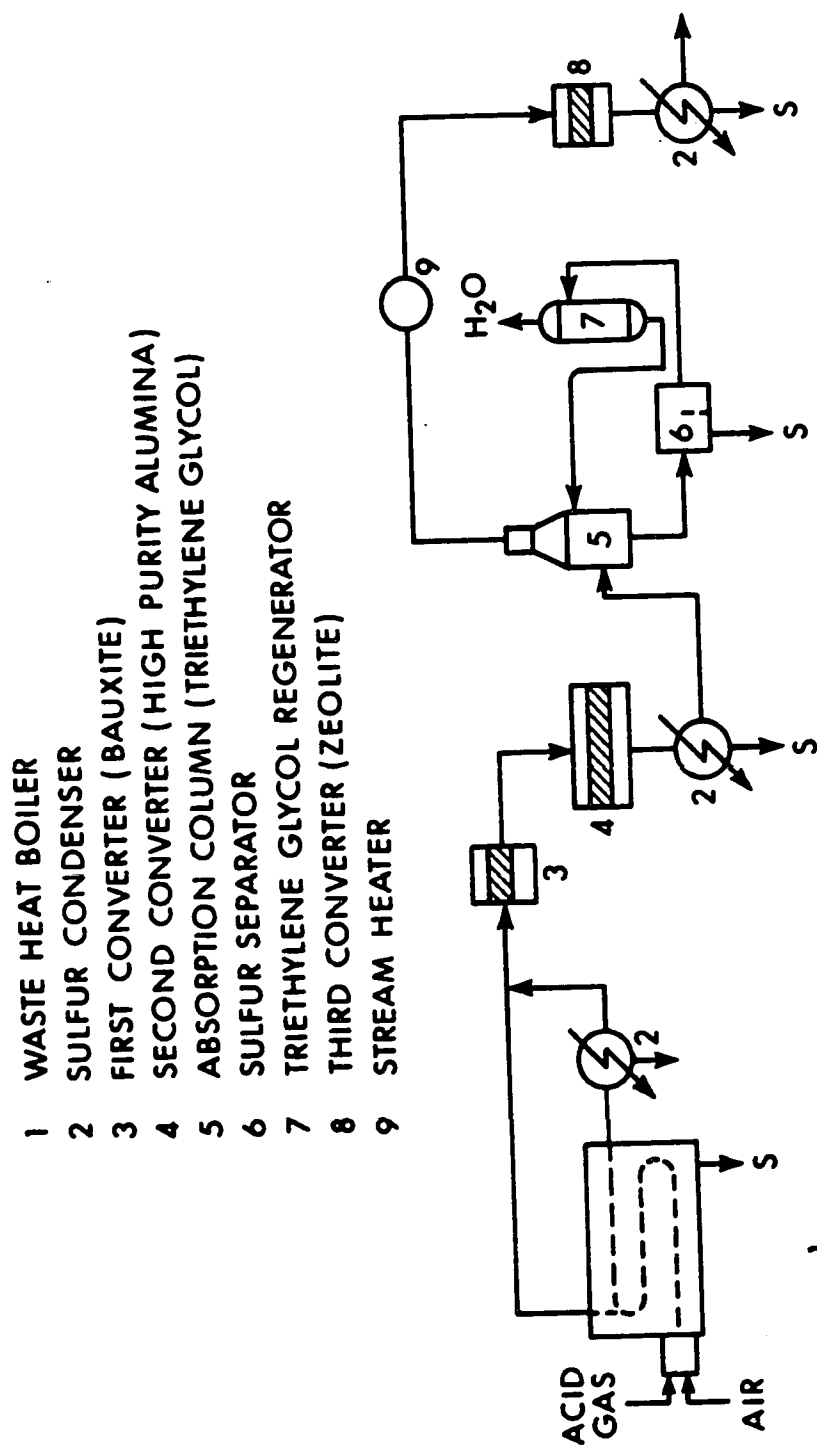 1 WASTE HEAT BOILER
2 SULFUR CONDENSER
3 FIRST CONVERTER (BAUXITE)
4 SECOND CONVERTER (HIGH PURITY ALUMINA)
5 ABSORPTION COLUMN (TRIETHYLENE GLYCOL)
6 SULFUR SEPARATOR
7 TRIETHYLENE GLYCOL REGENERATOR
8 THIRD CONVERTER (ZEOLITE)
9 STREAM HEATER
ACID
GAS
AIR
S
2
3
4
2
S
5
6
S
7
H₂O
9
8
2
S